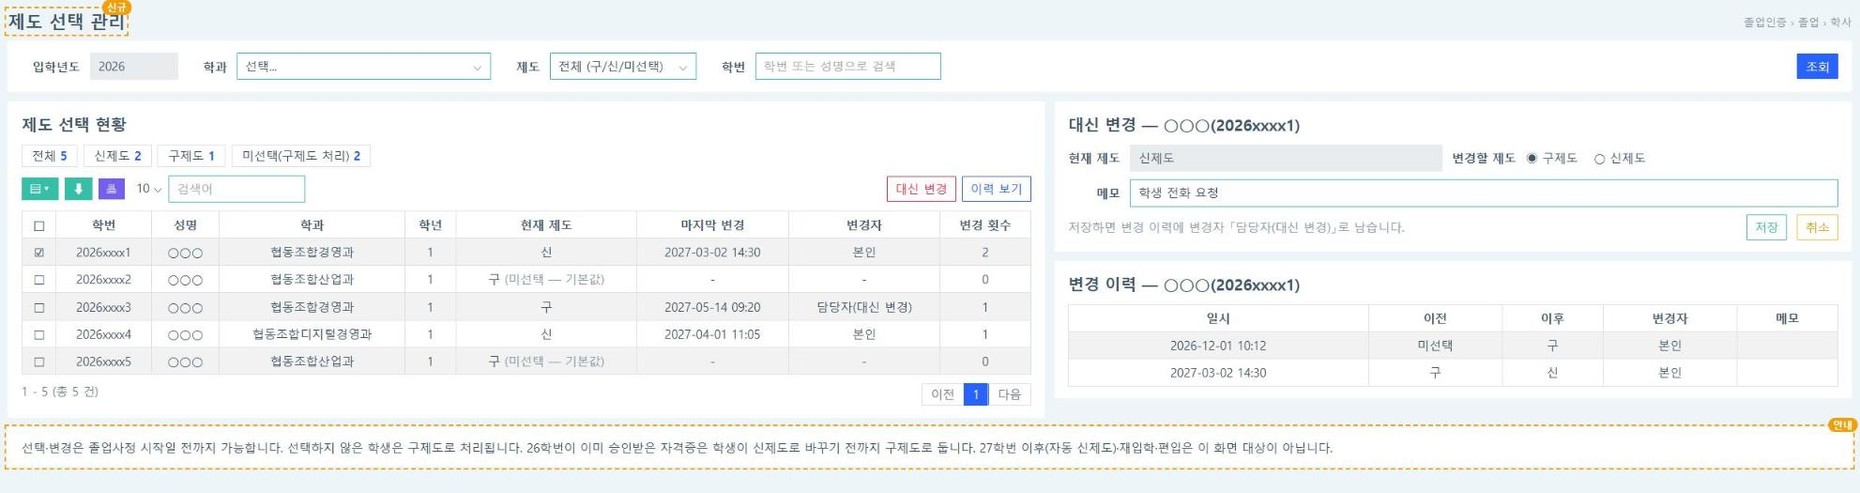 제도 선택 관리
신규
졸업인증 › 졸업 › 학사
입학년도 2026 학과 선택... 제도 전체 (구/신/미선택) 학번 학번 또는 성명으로 검색 조회
제도 선택 현황
전체 5 신제도 2 구제도 1 미선택(구제도 처리) 2
10 검색어 대신 변경 이력 보기
학번 성명 학과 학년 현재 제도 마지막 변경 변경자 변경 횟수
2026xxxx1 ○○○ 협동조합경영과 1 신 2027-03-02 14:30 본인 2
2026xxxx2 ○○○ 협동조합산업과 1 구 (미선택 — 기본값) - - 0
2026xxxx3 ○○○ 협동조합경영과 1 구 2027-05-14 09:20 담당자(대신 변경) 1
2026xxxx4 ○○○ 협동조합디지털경영과 1 신 2027-04-01 11:05 본인 1
2026xxxx5 ○○○ 협동조합산업과 1 구 (미선택 — 기본값) - - 0
1 - 5 (총 5 건) 이전 1 다음
대신 변경 — ○○○(2026xxxx1)
현재 제도 신제도 변경할 제도 구제도 신제도
메모 학생 전화 요청
저장하면 변경 이력에 변경자 「담당자(대신 변경)」로 남습니다. 저장 취소
변경 이력 — ○○○(2026xxxx1)
일시 이전 이후 변경자 메모
2026-12-01 10:12 미선택 구 본인
2027-03-02 14:30 구 신 본인
안내
선택·변경은 졸업사정 시작일 전까지 가능합니다. 선택하지 않은 학생은 구제도로 처리됩니다. 26학번이 이미 승인받은 자격증은 학생이 신제도로 바꾸기 전까지 구제도로 둡니다. 27학번 이후(자동 신제도)·재입학·편입은 이 화면 대상이 아닙니다.